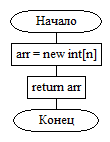 Начало
arr = new int[n]
return arr
Конец